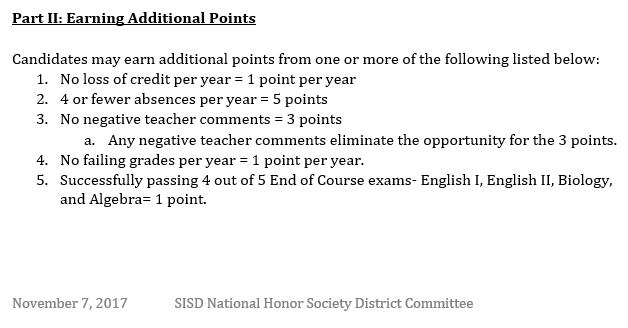 Part II: Earning Additional Points
Candidates may earn additional points from one or more of the following listed below:
1. No loss of credit per year = 1 point per year
2. 4 or fewer absences per year = 5 points
3. No negative teacher comments = 3 points
a. Any negative teacher comments eliminate the opportunity for the 3 points.
4. No failing grades per year = 1 point per year.
5. Successfully passing 4 out of 5 End of Course exams- English I, English II, Biology,
and Algebra= 1 point.
November 7, 2017 SISD National Honor Society District Committee